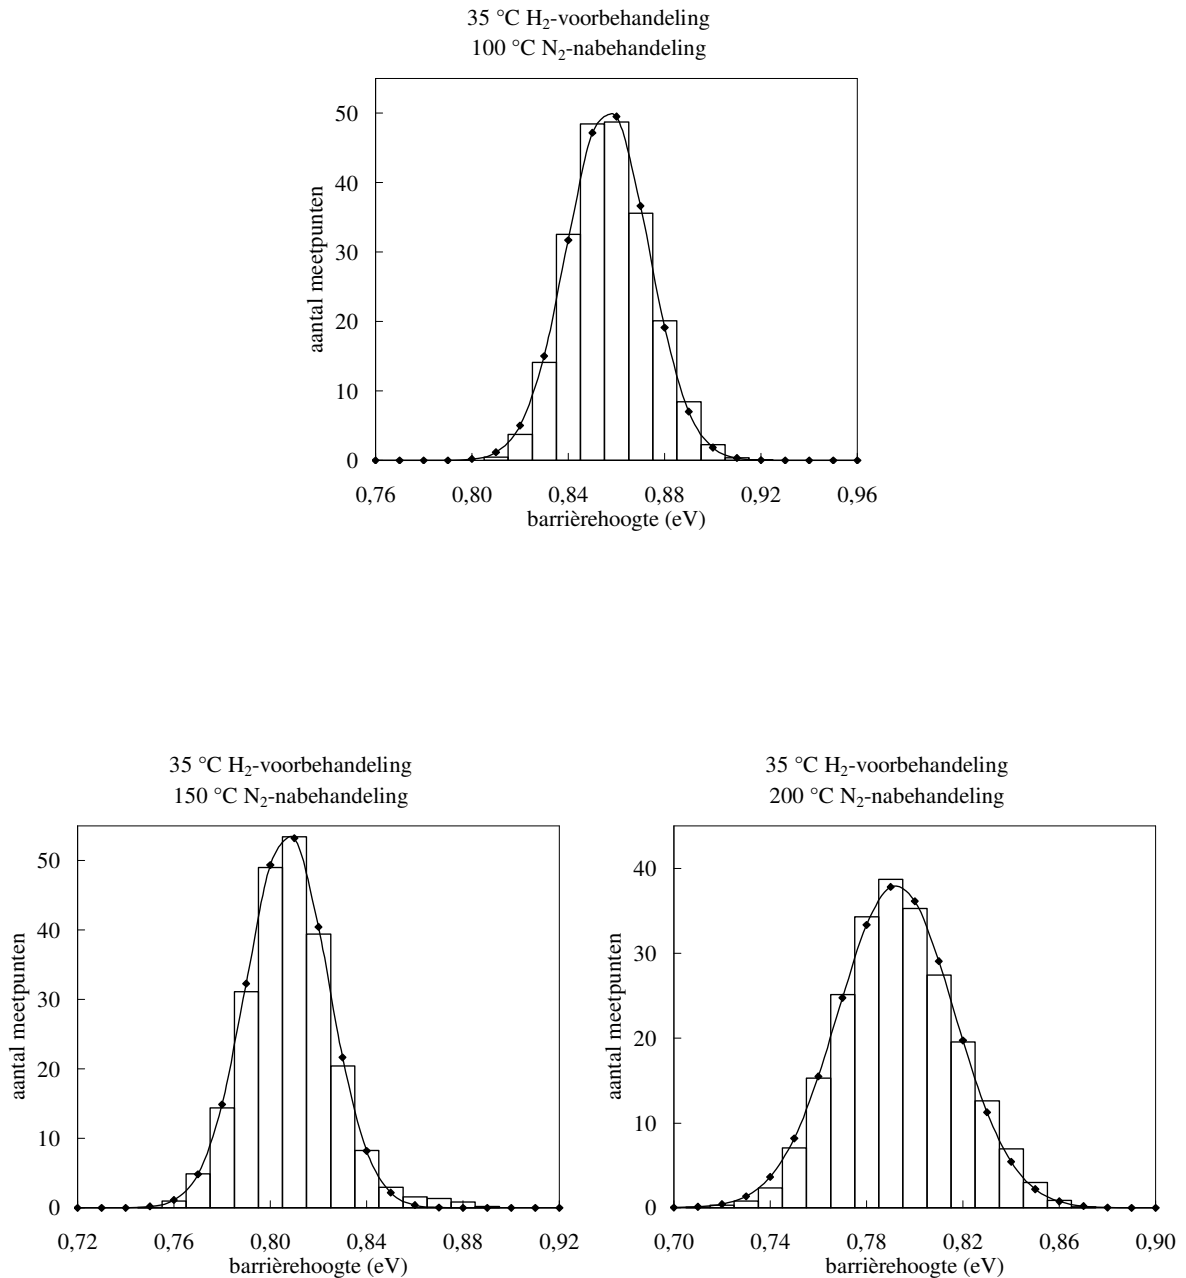 35 °C H₂-voorbehandeling
100 °C N₂-nabehandeling
50
40
30
20
10
0
aantal meetpunten
0,76 0,80 0,84 0,88 0,92 0,96
barrièrehoogte (eV)
35 °C H₂-voorbehandeling
150 °C N₂-nabehandeling
50
40
30
20
10
0
aantal meetpunten
0,72 0,76 0,80 0,84 0,88 0,92
barrièrehoogte (eV)
35 °C H₂-voorbehandeling
200 °C N₂-nabehandeling
40
30
20
10
0
aantal meetpunten
0,70 0,74 0,78 0,82 0,86 0,90
barrièrehoogte (eV)